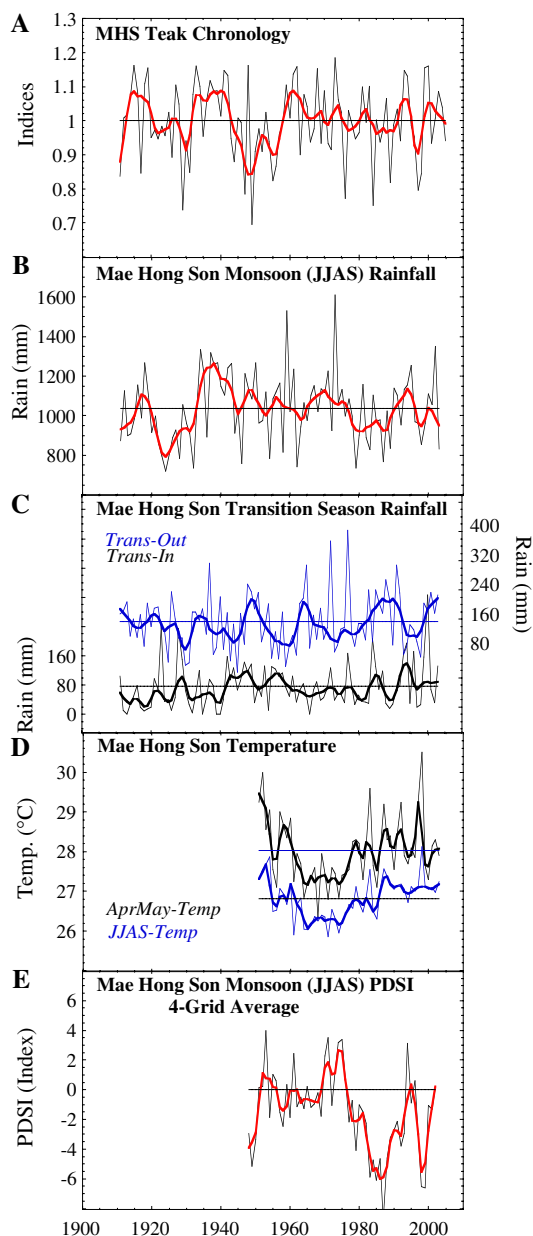 A
MHS Teak Chronology
1.3
1.2
1.1
1
0.9
0.8
0.7
Indices
B
Mae Hong Son Monsoon (JJAS) Rainfall
1600
1400
1200
1000
800
Rain (mm)
C
Mae Hong Son Transition Season Rainfall
Trans-Out
Trans-In
400
320
240
160
80
Rain (mm)
160
80
0
Rain (mm)
D
Mae Hong Son Temperature
30
29
28
27
26
Temp. (°C)
AprMay-Temp
JJAS-Temp
E
Mae Hong Son Monsoon (JJAS) PDSI
4-Grid Average
6
4
2
0
-2
-4
-6
PDSI (Index)
1900 1920 1940 1960 1980 2000